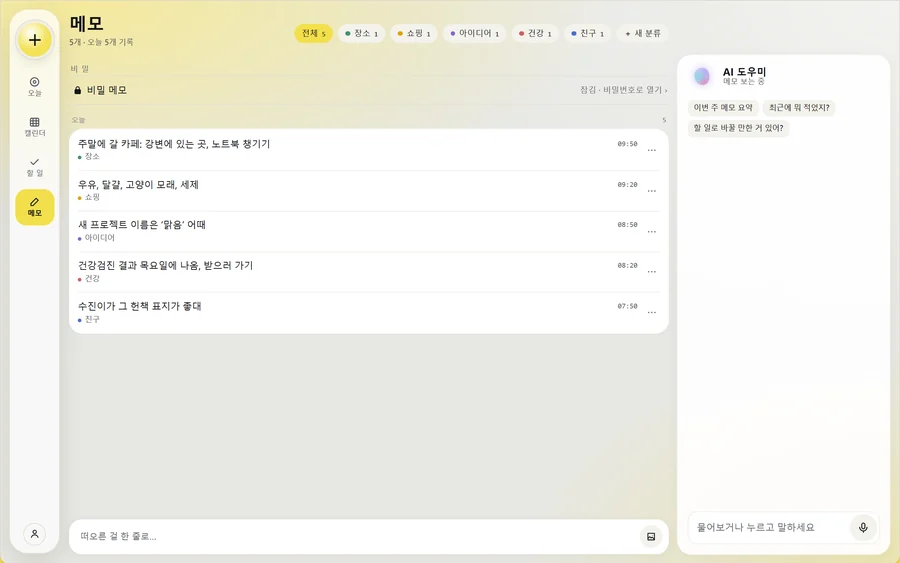 메모
5개 · 오늘 5개 기록
전체 5
장소 1
쇼핑 1
아이디어 1
건강 1
친구 1
+ 새 분류
오늘
캘린더
할 일
메모
비밀
비밀 메모
잠김 · 비밀번호로 열기 ›
오늘
5
주말에 갈 카페: 강변에 있는 곳, 노트북 챙기기
09:50
장소
우유, 달걀, 고양이 모래, 세제
09:20
쇼핑
새 프로젝트 이름은 ‘맑음’ 어때
08:50
아이디어
건강검진 결과 목요일에 나옴, 받으러 가기
08:20
건강
수진이가 그 헌책 표지가 좋대
07:50
친구
떠오른 걸 한 줄로…
AI 도우미
메모 보는 중
이번 주 메모 요약
최근에 뭐 적었지?
할 일로 바꿀 만한 거 있어?
물어보거나 누르고 말하세요